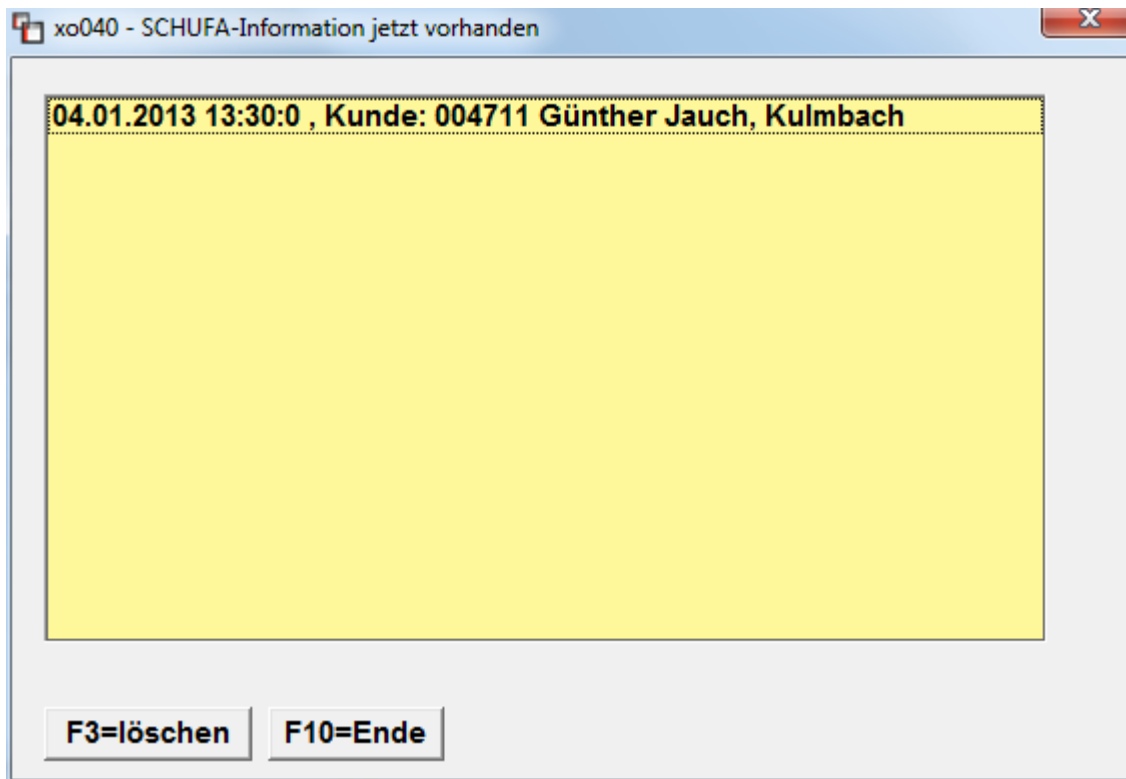 xo040 - SCHUFA-Information jetzt vorhanden
04.01.2013 13:30:0 , Kunde: 004711 Günther Jauch, Kulmbach
F3=löschen F10=Ende